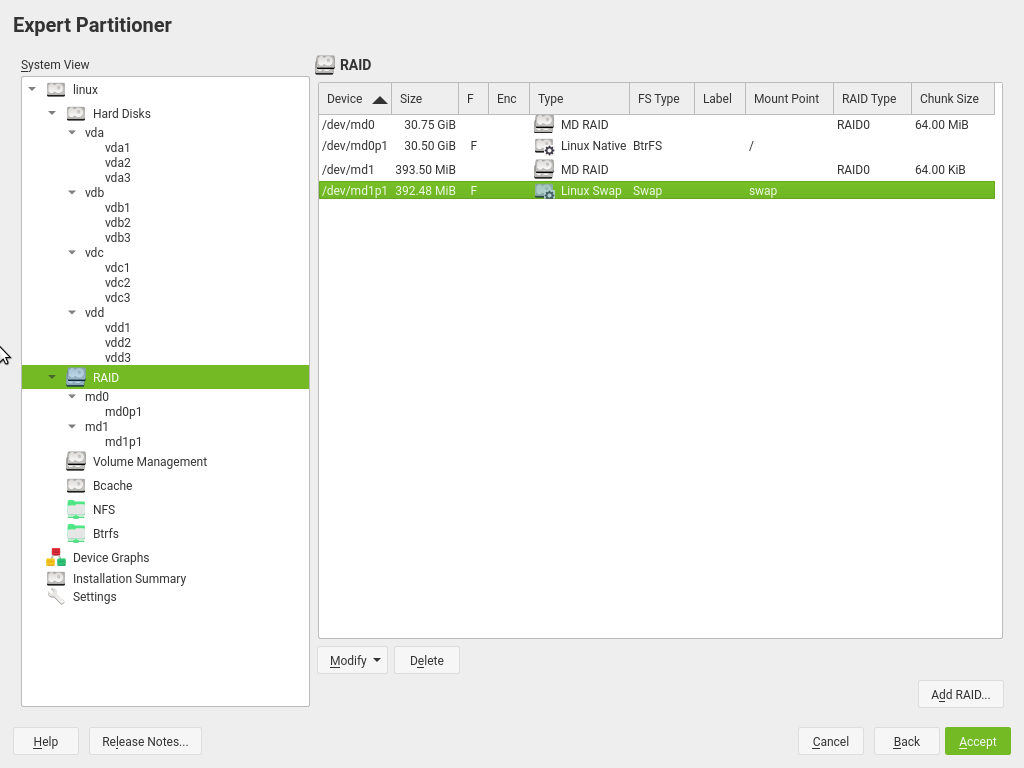 Expert Partitioner
System View
linux
Hard Disks
vda
vda1
vda2
vda3
vdb
vdb1
vdb2
vdb3
vdc
vdc1
vdc2
vdc3
vdd
vdd1
vdd2
vdd3
RAID
md0
md0p1
md1
md1p1
Volume Management
Bcache
NFS
Btrfs
Device Graphs
Installation Summary
Settings
RAID
Device Size F Enc Type FS Type Label Mount Point RAID Type Chunk Size
/dev/md0 30.75 GiB MD RAID RAID0 64.00 MiB
/dev/md0p1 30.50 GiB F Linux Native BtrFS /
/dev/md1 393.50 MiB MD RAID RAID0 64.00 KiB
/dev/md1p1 392.48 MiB F Linux Swap Swap swap
Modify Delete
Add RAID...
Help Release Notes... Cancel Back Accept